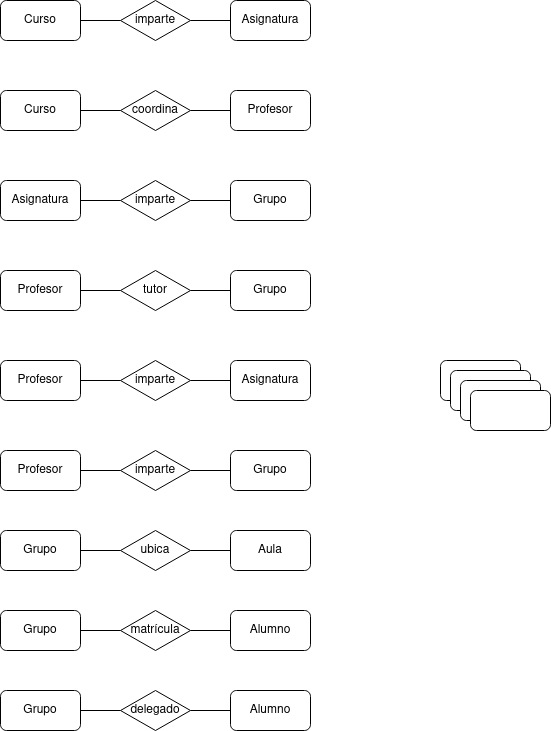 Curso imparte Asignatura
Curso coordina Profesor
Asignatura imparte Grupo
Profesor tutor Grupo
Profesor imparte Asignatura
Profesor imparte Grupo
Grupo ubica Aula
Grupo matrícula Alumno
Grupo delegado Alumno